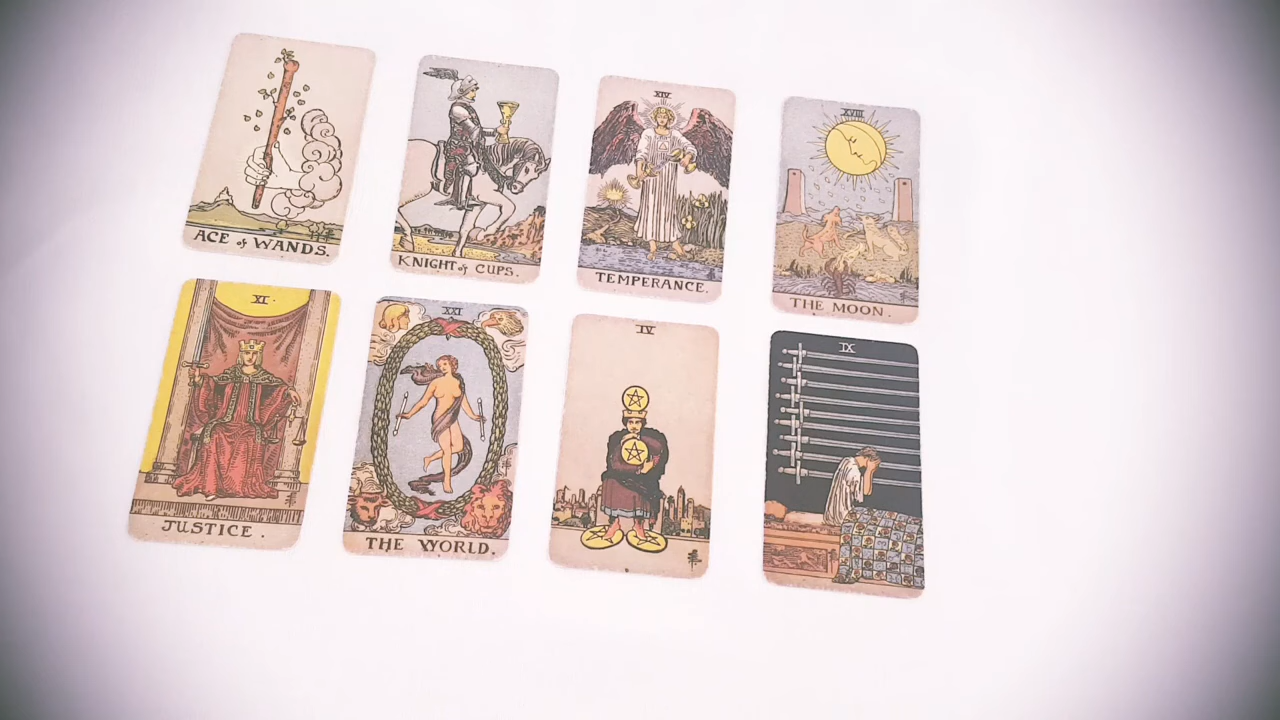 ACE of WANDS.
KNIGHT of CUPS.
XIV
TEMPERANCE.
XVIII
THE MOON.
XI.
JUSTICE.
XXI
THE WORLD.
IV
IX